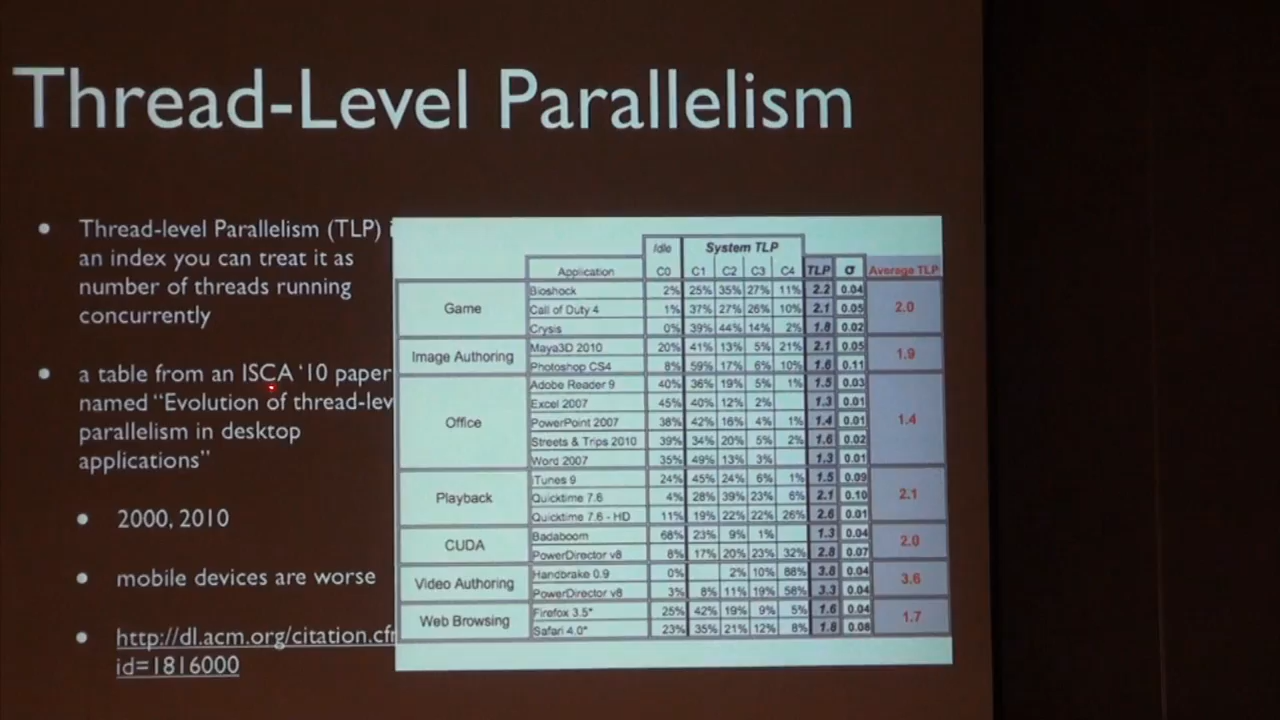 Thread-Level Parallelism
• Thread-level Parallelism (TLP)
an index you can treat it as
number of threads running
concurrently
• a table from an ISCA '10 paper
named “Evolution of thread-lev
parallelism in desktop
applications”
• 2000, 2010
• mobile devices are worse
• http://dl.acm.org/citation.cfm
id=1816000
Idle System TLP
Application C0 C1 C2 C3 C4 TLP σ Average TLP
Game 2.0
Bioshock 2% 25% 35% 27% 11% 2.2 0.04
Call of Duty 4 1% 37% 27% 26% 10% 2.1 0.05
Crysis 0% 39% 44% 14% 2% 1.8 0.02
Image Authoring 1.9
Maya3D 2010 20% 41% 13% 5% 21% 2.1 0.05
Photoshop CS4 8% 59% 17% 6% 10% 1.6 0.11
Office 1.4
Adobe Reader 9 40% 36% 19% 5% 1% 1.5 0.03
Excel 2007 45% 40% 12% 2% 1.3 0.01
PowerPoint 2007 38% 42% 16% 4% 1% 1.4 0.01
Streets & Trips 2010 39% 34% 20% 5% 2% 1.6 0.02
Word 2007 35% 49% 13% 3% 1.3 0.01
Playback 2.1
iTunes 9 24% 45% 24% 6% 1% 1.5 0.09
Quicktime 7.6 4% 28% 39% 23% 6% 2.1 0.10
Quicktime 7.6 - HD 11% 19% 22% 22% 26% 2.6 0.01
CUDA 2.0
Badaboom 68% 23% 9% 1% 1.3 0.04
PowerDirector v8 8% 17% 20% 23% 32% 2.8 0.07
Video Authoring 3.6
Handbrake 0.9 0% 2% 10% 88% 3.8 0.04
PowerDirector v8 3% 8% 11% 19% 58% 3.3 0.04
Web Browsing 1.7
Firefox 3.5* 25% 42% 19% 9% 5% 1.6 0.04
Safari 4.0* 23% 35% 21% 12% 8% 1.8 0.08